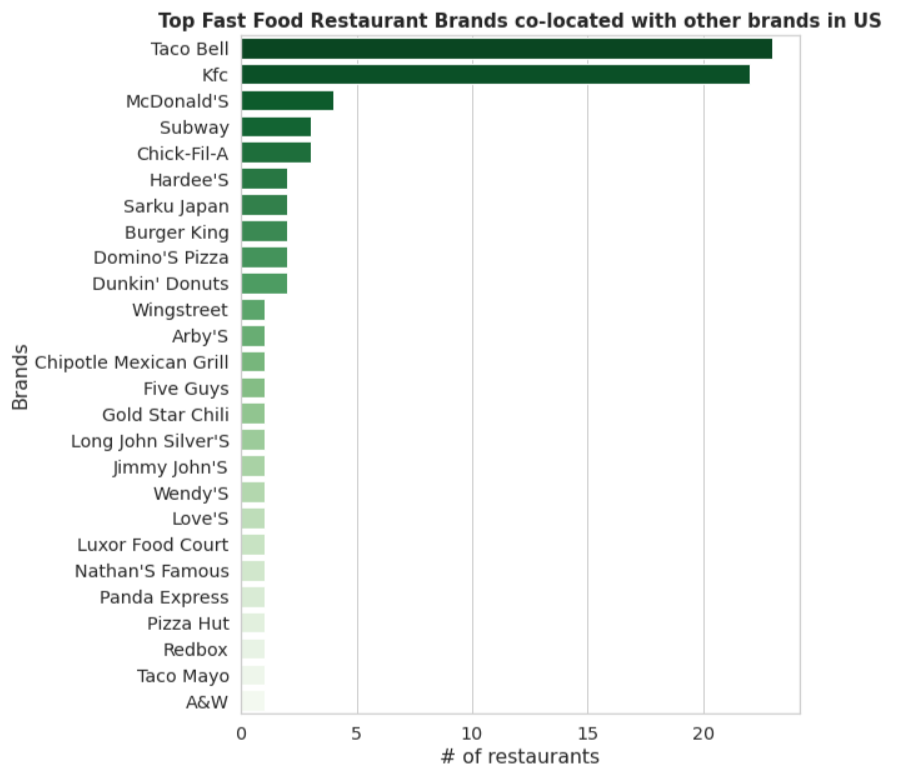 Top Fast Food Restaurant Brands co-located with other brands in US
Taco Bell
Kfc
McDonald'S
Subway
Chick-Fil-A
Hardee'S
Sarku Japan
Burger King
Domino'S Pizza
Dunkin' Donuts
Wingstreet
Arby'S
Chipotle Mexican Grill
Five Guys
Gold Star Chili
Long John Silver'S
Jimmy John'S
Wendy'S
Love'S
Luxor Food Court
Nathan'S Famous
Panda Express
Pizza Hut
Redbox
Taco Mayo
A&W
Brands
0 5 10 15 20
# of restaurants